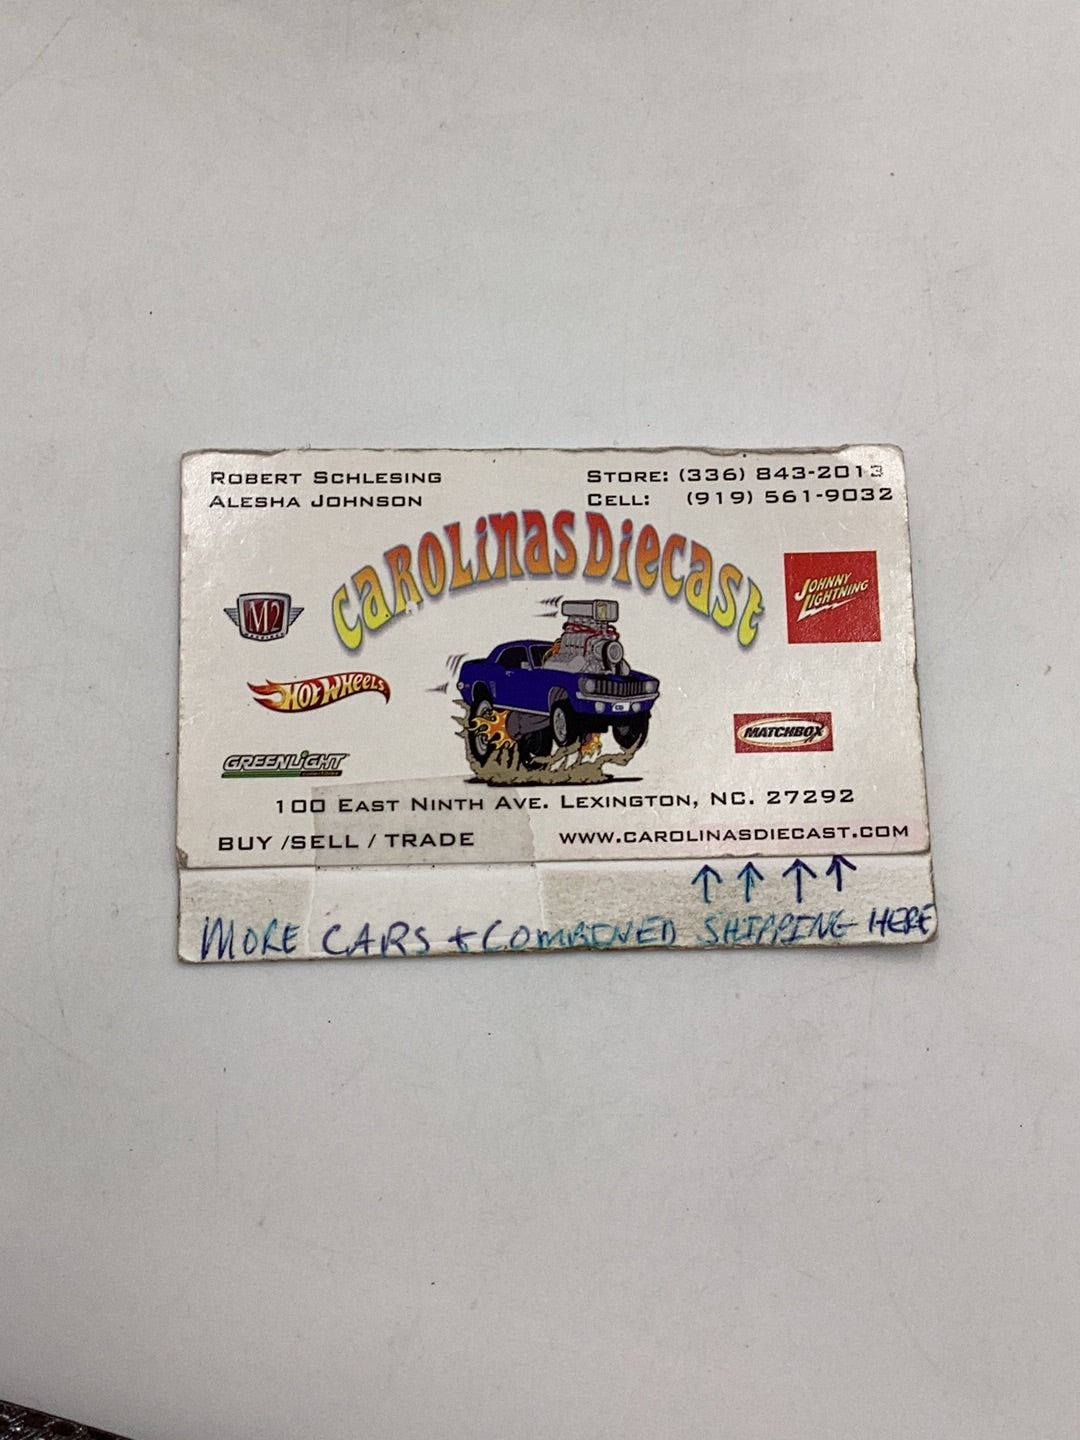 ROBERT SCHLESING
ALESHA JOHNSON
STORE: (336) 843-2013
CELL: (919) 561-9032
CAROLINAS DIECAST
M2
JOHNNY
LIGHTNING
HOT WHEELS
MATCHBOX
GREENLIGHT
100 EAST NINTH AVE. LEXINGTON, NC. 27292
BUY /SELL / TRADE
WWW.CAROLINASDIECAST.COM
MORE CARS + COMBINED SHIPPING HERE